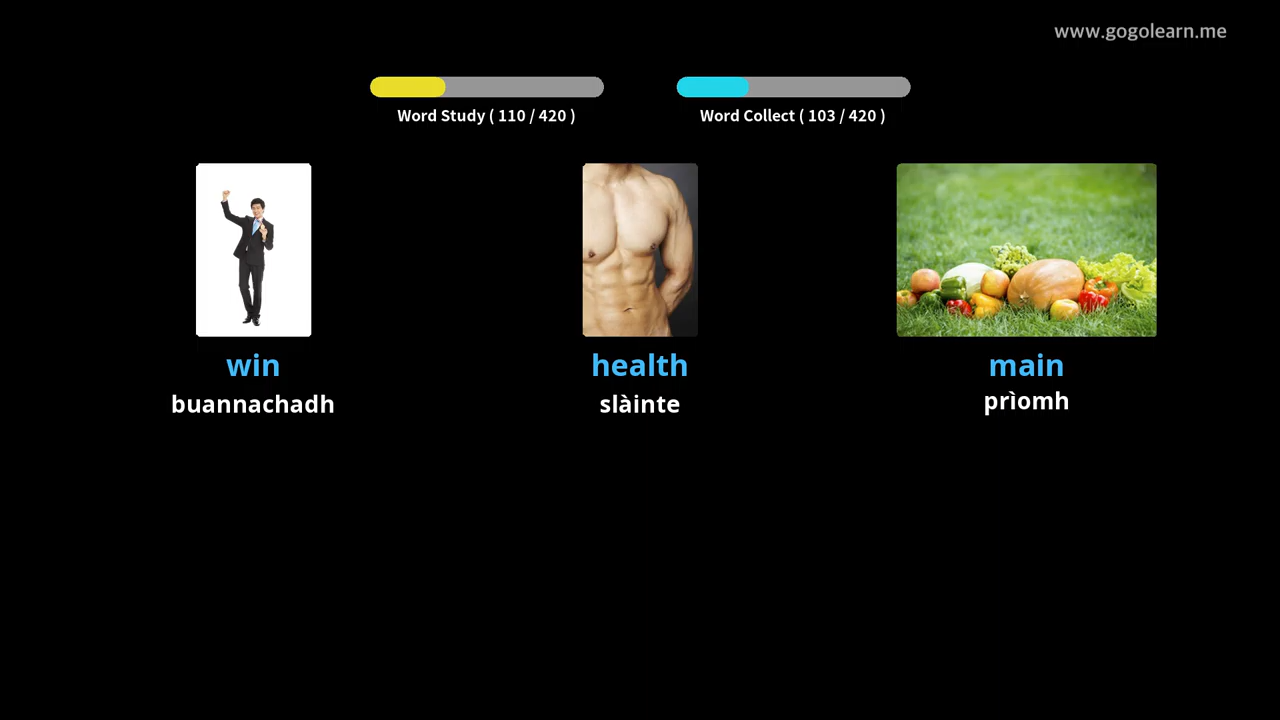 www.gogolearn.me
Word Study ( 110 / 420 )
Word Collect ( 103 / 420 )
win
buannachadh
health
slàinte
main
prìomh